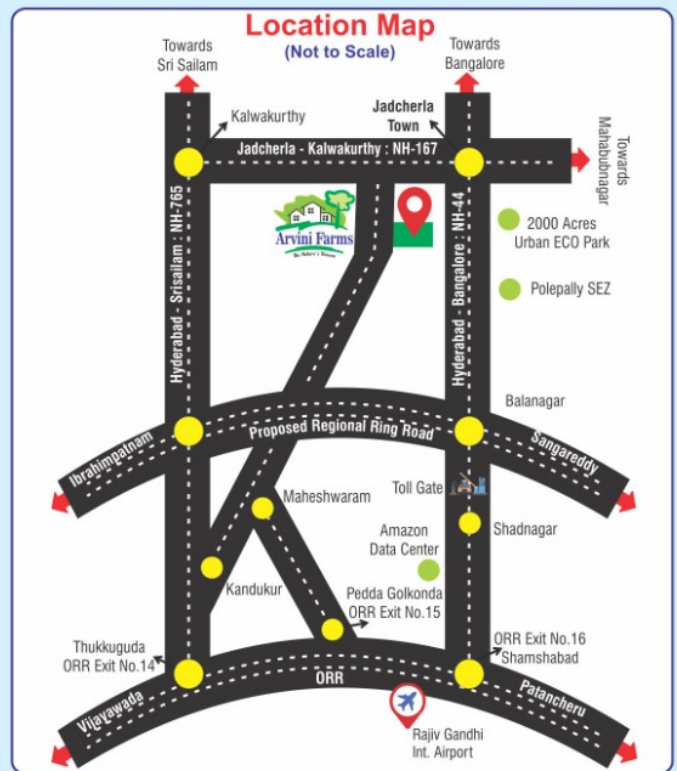 Location Map
(Not to Scale)
Towards
Sri Sailam
Towards
Bangalore
Kalwakurthy
Jadcherla
Town
Jadcherla - Kalwakurthy : NH-167
Towards
Mahabubnagar
Hyderabad - Srisailam : NH-765
Arvini Farms
Hyderabad - Bangalore : NH-44
2000 Acres
Urban ECO Park
Polepally SEZ
Balanagar
Ibrahimpatnam
Proposed Regional Ring Road
Sangareddy
Toll Gate
Maheshwaram
Shadnagar
Amazon
Data Center
Kandukur
Pedda Golkonda
ORR Exit No.15
Thukkuguda
ORR Exit No.14
ORR Exit No.16
Shamshabad
Vijayawada
ORR
Patancheru
Rajiv Gandhi
Int. Airport